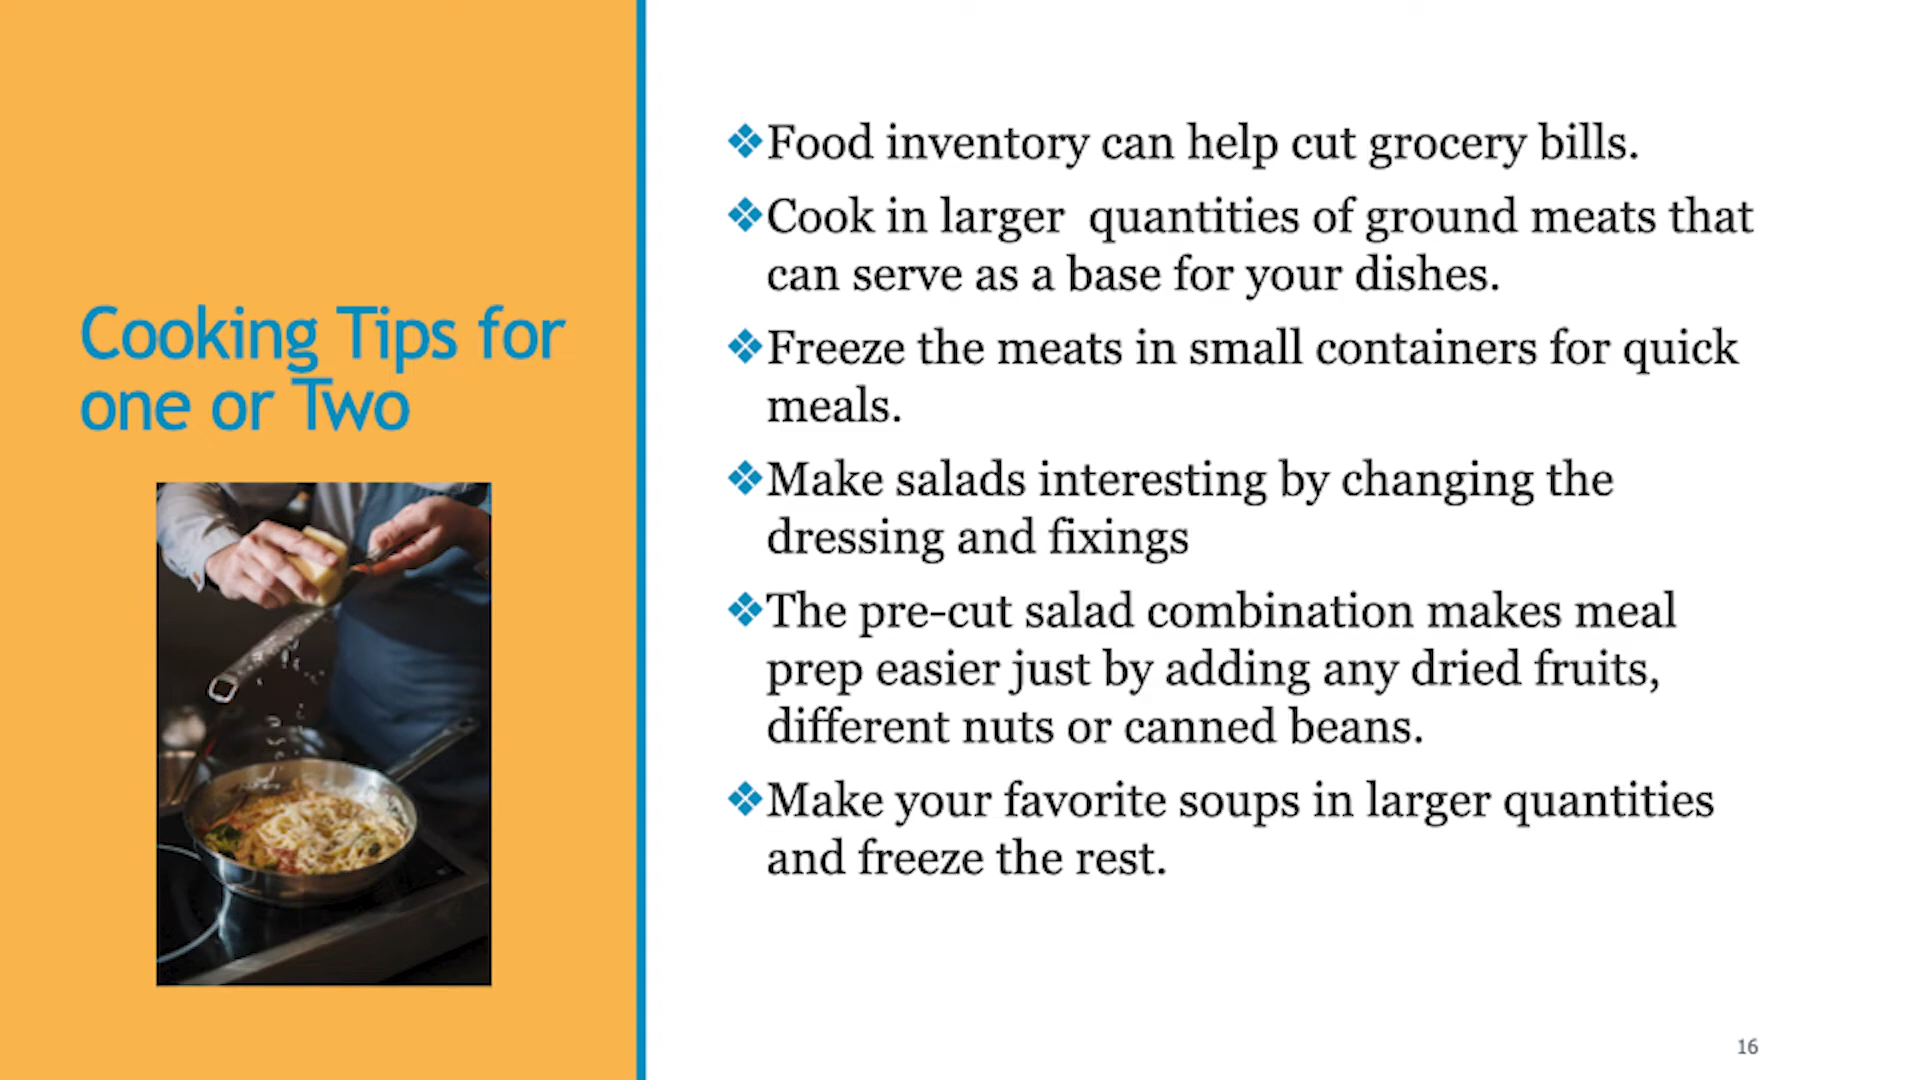 Cooking Tips for
one or Two
❖Food inventory can help cut grocery bills.
❖Cook in larger  quantities of ground meats that
can serve as a base for your dishes.
❖Freeze the meats in small containers for quick
meals.
❖Make salads interesting by changing the
dressing and fixings
❖The pre-cut salad combination makes meal
prep easier just by adding any dried fruits,
different nuts or canned beans.
❖Make your favorite soups in larger quantities
and freeze the rest.
16